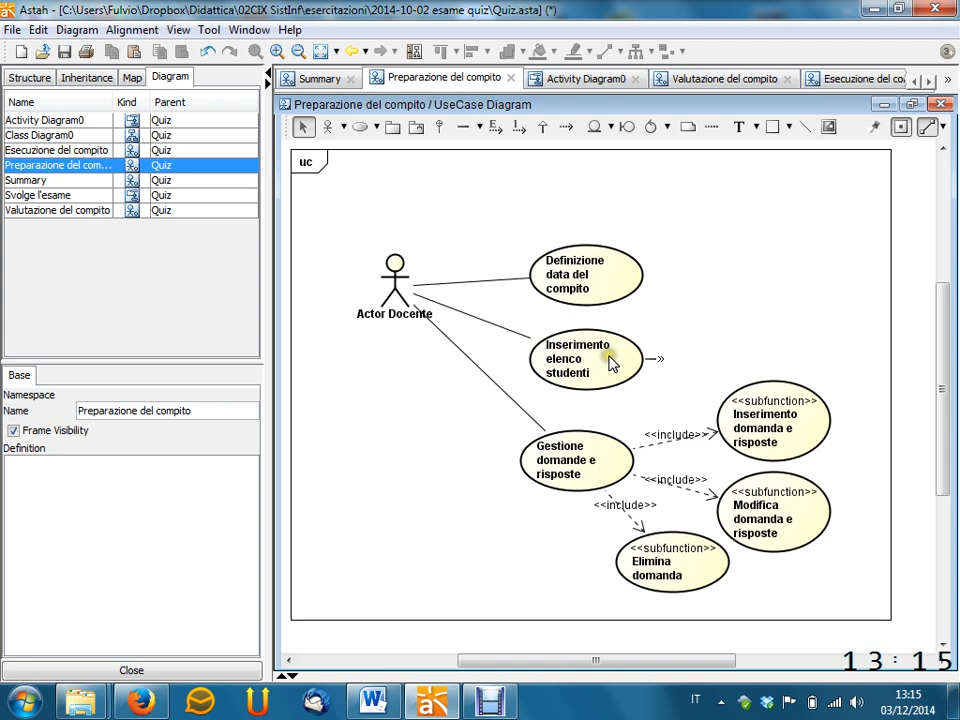 Astah - [C:\Users\Fulvio\Dropbox\Didattica\02CIX SistInf\esercitazioni\2014-10-02 esame quiz\Quiz.asta] (*)
File Edit Diagram Alignment View Tool Window Help
Structure Inheritance Map Diagram
Summary Preparazione del compito Activity Diagram0 Valutazione del compito Esecuzione del co
Name Kind Parent
Activity Diagram0 Quiz
Class Diagram0 Quiz
Esecuzione del compito Quiz
Preparazione del com... Quiz
Summary Quiz
Svolge l'esame Quiz
Valutazione del compito Quiz
Base
Namespace
Name Preparazione del compito
Frame Visibility
Definition
Close
Preparazione del compito / UseCase Diagram
T
uc
Actor Docente
Definizione
data del
compito
Inserimento
elenco
studenti
Gestione
domande e
risposte
<<include>>
<<include>>
<<include>>
<<subfunction>>
Inserimento
domanda e
risposte
<<subfunction>>
Modifica
domanda e
risposte
<<subfunction>>
Elimina
domanda
13:15
IT
13:15
03/12/2014